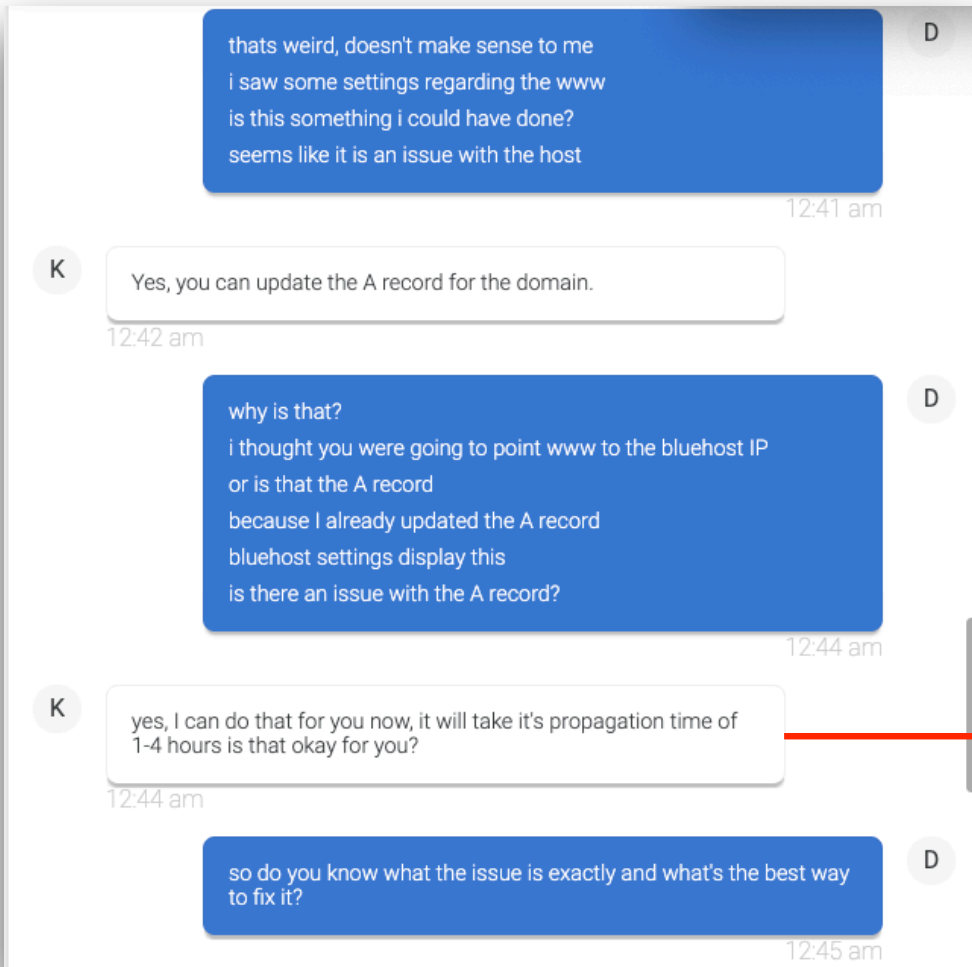 D
thats weird, doesn't make sense to me
i saw some settings regarding the www
is this something i could have done?
seems like it is an issue with the host
12:41 am
K
Yes, you can update the A record for the domain.
12:42 am
D
why is that?
i thought you were going to point www to the bluehost IP
or is that the A record
because I already updated the A record
bluehost settings display this
is there an issue with the A record?
12:44 am
K
yes, I can do that for you now, it will take it's propagation time of
1-4 hours is that okay for you?
12:44 am
D
so do you know what the issue is exactly and what's the best way
to fix it?
12:45 am